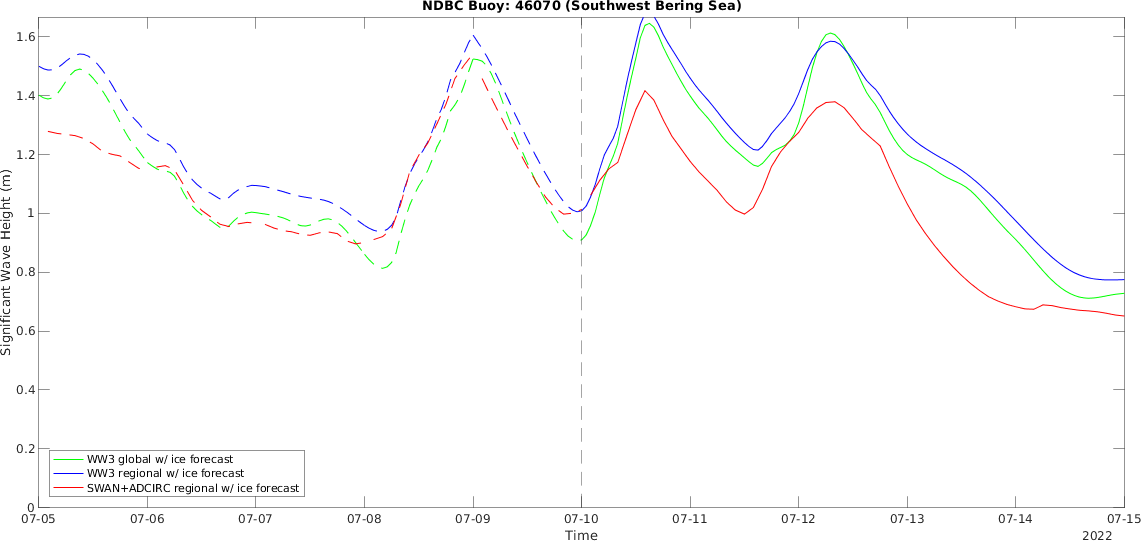 NDBC Buoy: 46070 (Southwest Bering Sea)
Significant Wave Height (m)
1.6
1.4
1.2
1
0.8
0.6
0.4
0.2
0
WW3 global w/ ice forecast
WW3 regional w/ ice forecast
SWAN+ADCIRC regional w/ ice forecast
07-05 07-06 07-07 07-08 07-09 07-10 07-11 07-12 07-13 07-14 07-15
Time
2022